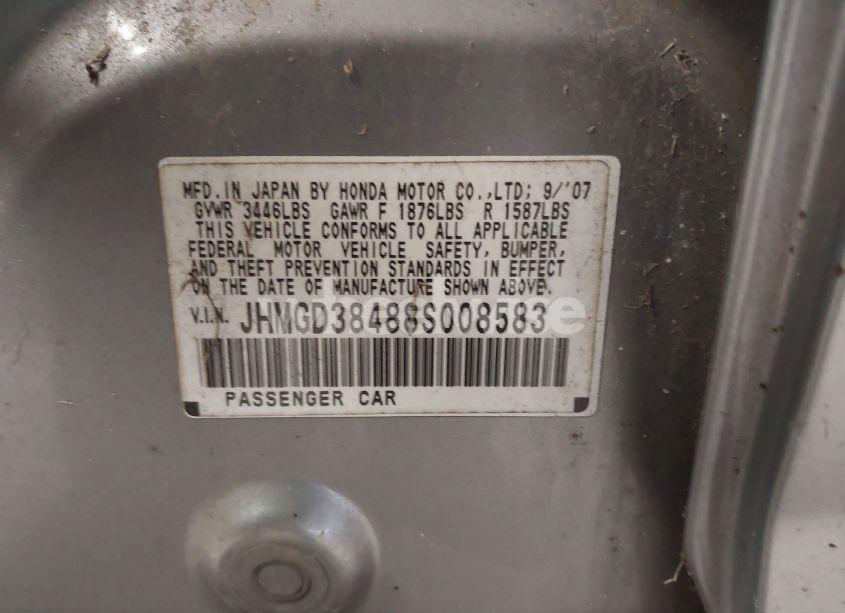 MFD.IN JAPAN BY HONDA MOTOR CO.,LTD; 9/'07
GVWR 3446LBS GAWR F 1876LBS R 1587LBS
THIS VEHICLE CONFORMS TO ALL APPLICABLE
FEDERAL MOTOR VEHICLE SAFETY, BUMPER,
AND THEFT PREVENTION STANDARDS IN EFFECT
ON THE DATE OF MANUFACTURE SHOWN ABOVE.
V.I.N. JHMGD38488S008583
PASSENGER CAR